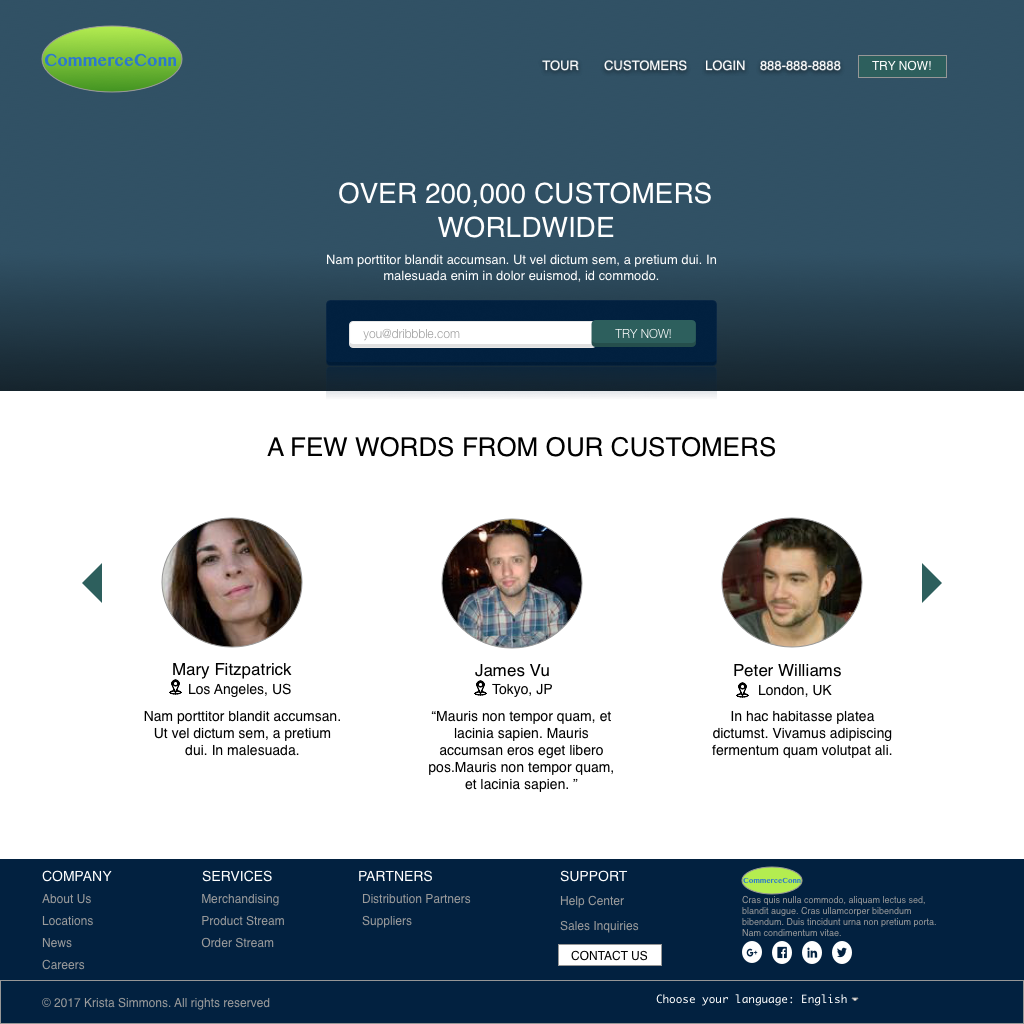 CommerceConn
TOUR CUSTOMERS LOGIN 888-888-8888 TRY NOW!
OVER 200,000 CUSTOMERS
WORLDWIDE
Nam porttitor blandit accumsan. Ut vel dictum sem, a pretium dui. In
malesuada enim in dolor euismod, id commodo.
you@dribbble.com TRY NOW!
A FEW WORDS FROM OUR CUSTOMERS
Mary Fitzpatrick
Los Angeles, US
Nam porttitor blandit accumsan.
Ut vel dictum sem, a pretium
dui. In malesuada.
James Vu
Tokyo, JP
“Mauris non tempor quam, et
lacinia sapien. Mauris
accumsan eros eget libero
pos.Mauris non tempor quam,
et lacinia sapien. ”
Peter Williams
London, UK
In hac habitasse platea
dictumst. Vivamus adipiscing
fermentum quam volutpat ali.
COMPANY
About Us
Locations
News
Careers
SERVICES
Merchandising
Product Stream
Order Stream
PARTNERS
Distribution Partners
Suppliers
SUPPORT
Help Center
Sales Inquiries
CONTACT US
CommerceConn
Cras quis nulla commodo, aliquam lectus sed,
blandit augue. Cras ullamcorper bibendum
bibendum. Duis tincidunt urna non pretium porta.
Nam condimentum vitae.
G+ in
© 2017 Krista Simmons. All rights reserved
Choose your language: English